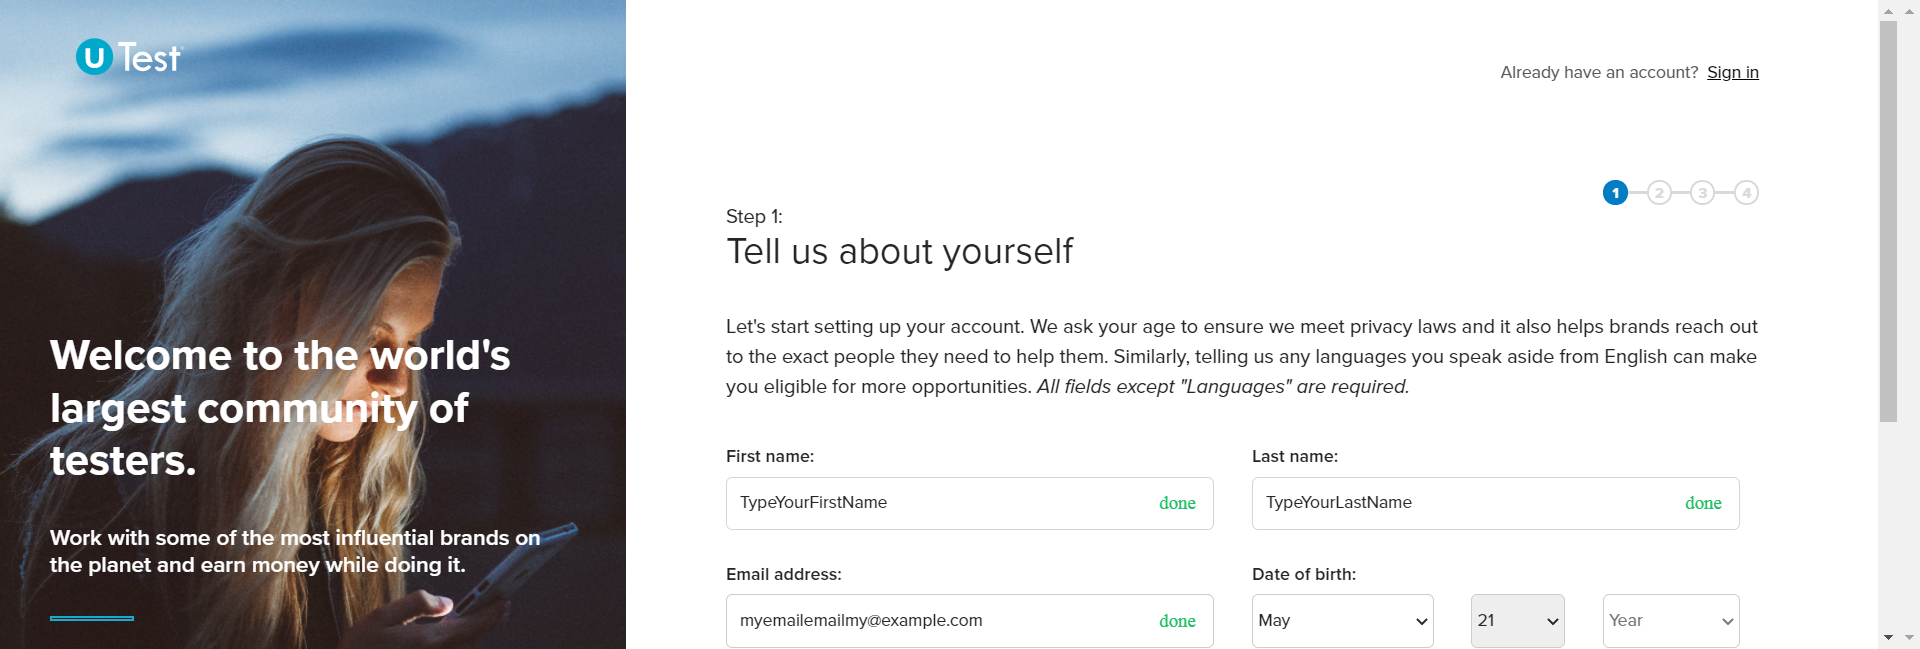 U Test
Already have an account? Sign in
1 2 3 4
Step 1:
Tell us about yourself
Let's start setting up your account. We ask your age to ensure we meet privacy laws and it also helps brands reach out
to the exact people they need to help them. Similarly, telling us any languages you speak aside from English can make
you eligible for more opportunities. All fields except "Languages" are required.
Welcome to the world's
largest community of
testers.
Work with some of the most influential brands on
the planet and earn money while doing it.
First name:
TypeYourFirstName done
Last name:
TypeYourLastName done
Email address:
myemailemailmy@example.com done
Date of birth:
May 21 Year